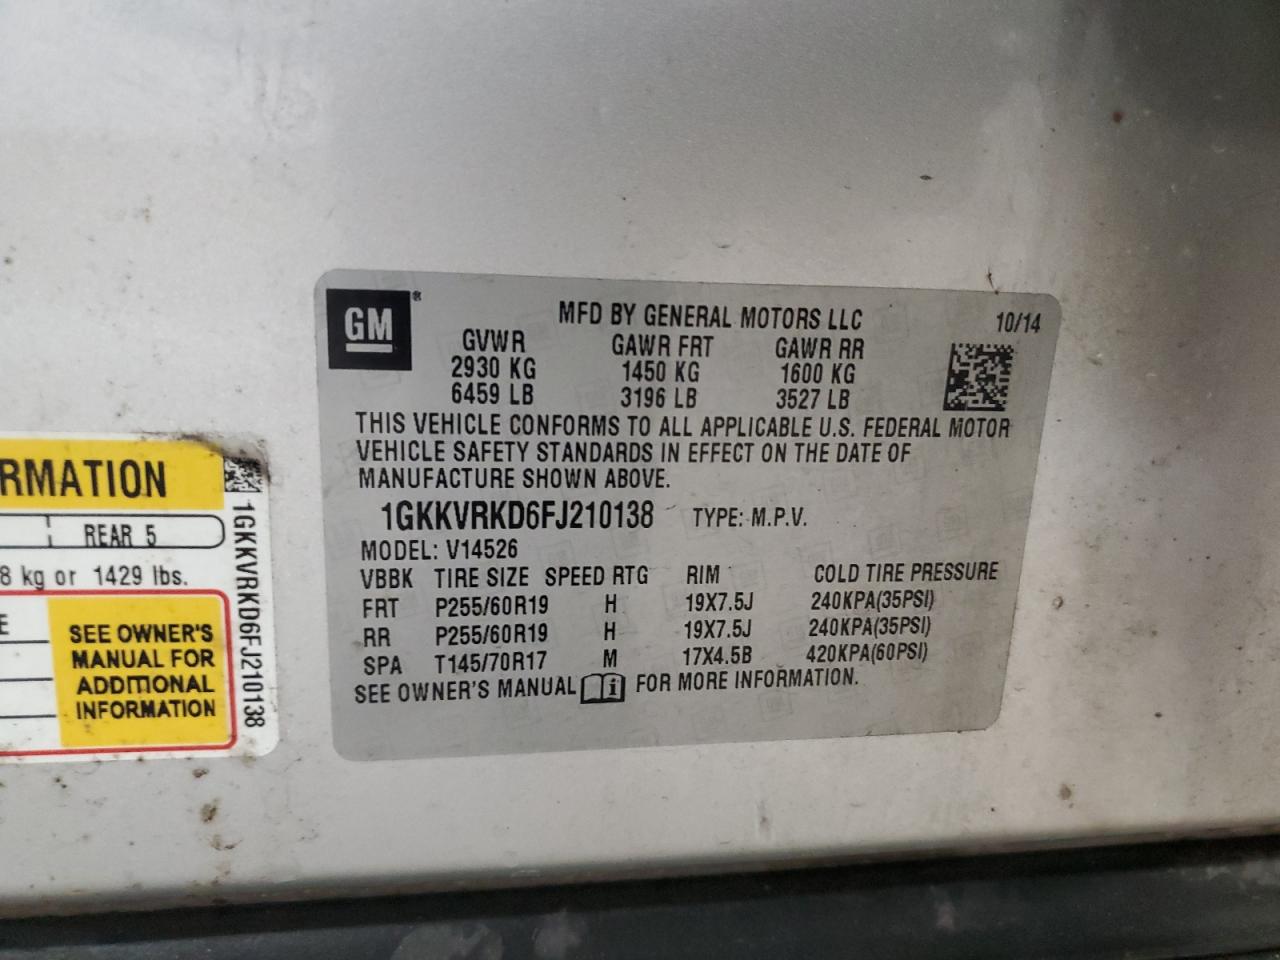 GM ®
MFD BY GENERAL MOTORS LLC 10/14
GVWR GAWR FRT GAWR RR
2930 KG 1450 KG 1600 KG
6459 LB 3196 LB 3527 LB
THIS VEHICLE CONFORMS TO ALL APPLICABLE U.S. FEDERAL MOTOR
VEHICLE SAFETY STANDARDS IN EFFECT ON THE DATE OF
MANUFACTURE SHOWN ABOVE.
1GKKVRKD6FJ210138 TYPE: M.P.V.
MODEL: V14526
VBBK TIRE SIZE SPEED RTG RIM COLD TIRE PRESSURE
FRT P255/60R19 H 19X7.5J 240KPA(35PSI)
RR P255/60R19 H 19X7.5J 240KPA(35PSI)
SPA T145/70R17 M 17X4.5B 420KPA(60PSI)
SEE OWNER'S MANUAL i FOR MORE INFORMATION.
RMATION
REAR 5
8 kg or 1429 lbs.
E
SEE OWNER'S
MANUAL FOR
ADDITIONAL
INFORMATION
1GKKVRKD6FJ210138